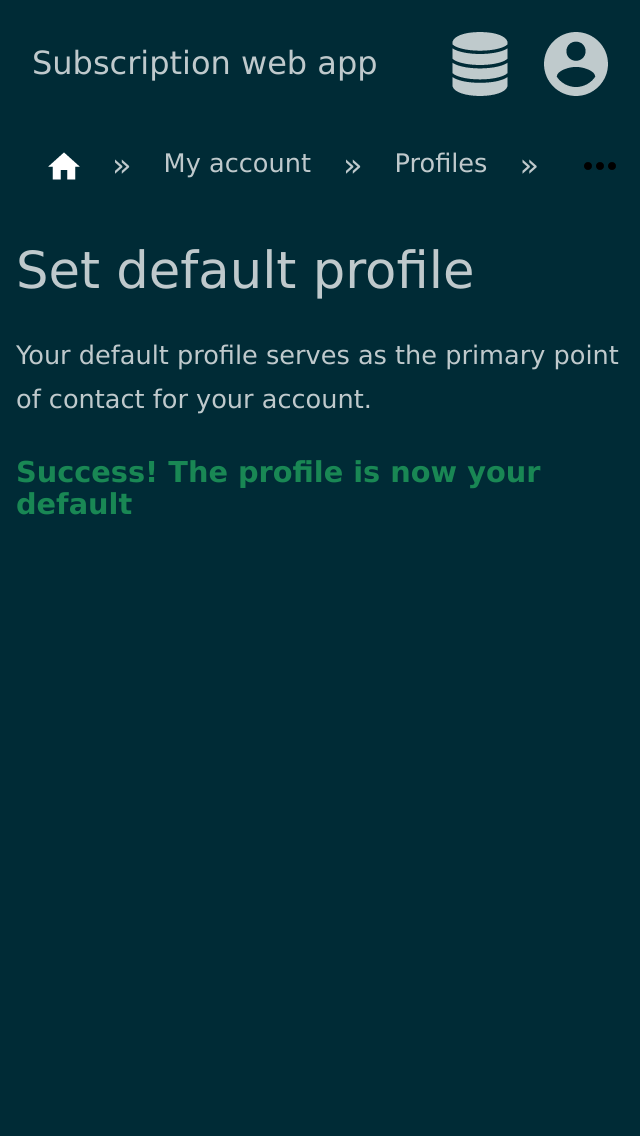 Subscription web app
» My account » Profiles »
Set default profile
Your default profile serves as the primary point
of contact for your account.
Success! The profile is now your
default